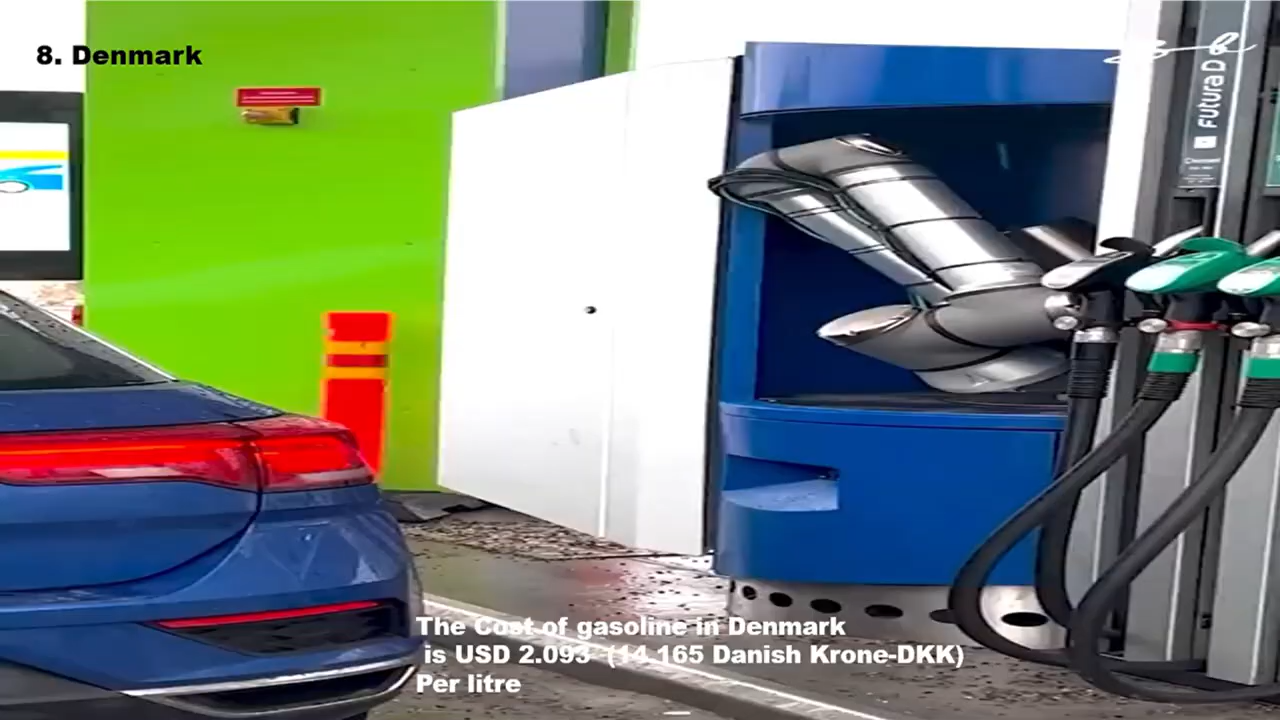 8. Denmark
FUTURA D
The Cost of gasoline in Denmark
is USD 2.093 (14.165 Danish Krone-DKK)
Per litre